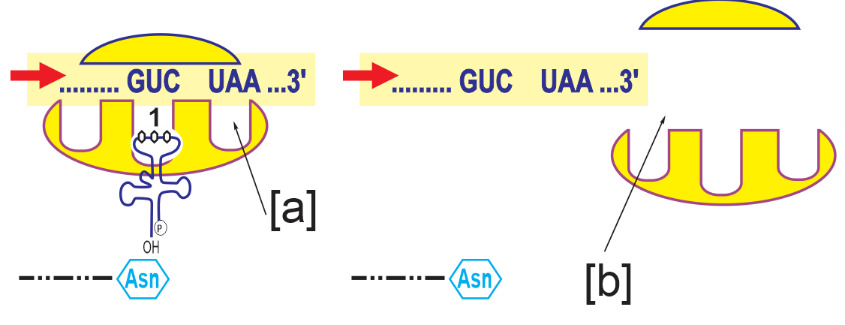 ......... GUC UAA ...3'
1
[a]
P
OH
Asn
......... GUC UAA ...3'
[b]
Asn